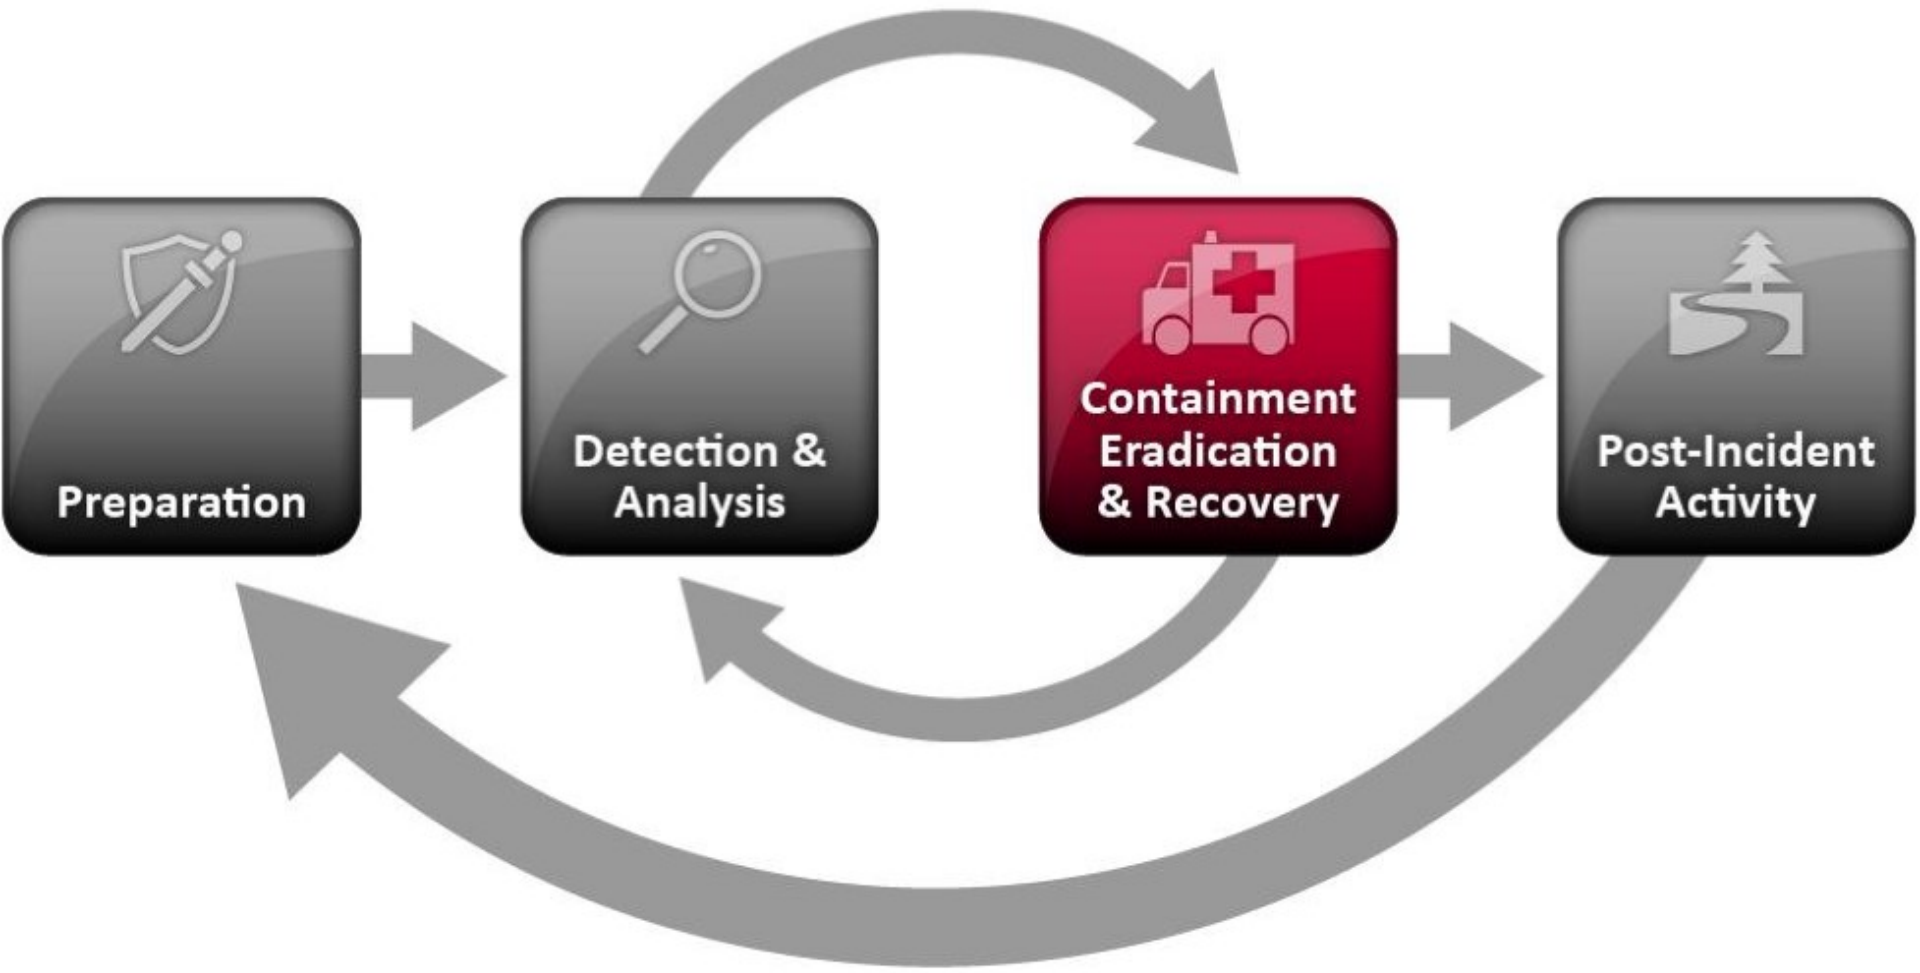 Preparation
Detection &
Analysis
Containment
Eradication
& Recovery
Post-Incident
Activity